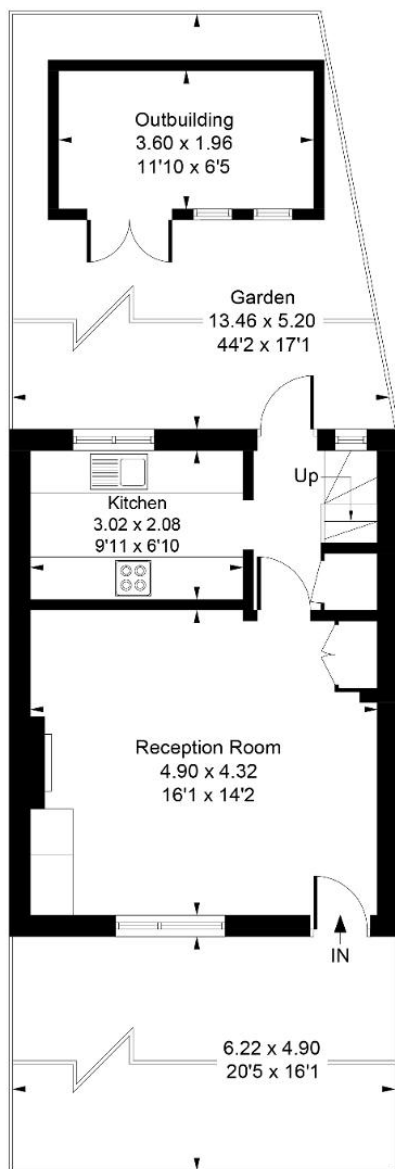 Outbuilding
3.60 x 1.96
11'10 x 6'5
Garden
13.46 x 5.20
44'2 x 17'1
Up
Kitchen
3.02 x 2.08
9'11 x 6'10
Reception Room
4.90 x 4.32
16'1 x 14'2
IN
6.22 x 4.90
20'5 x 16'1